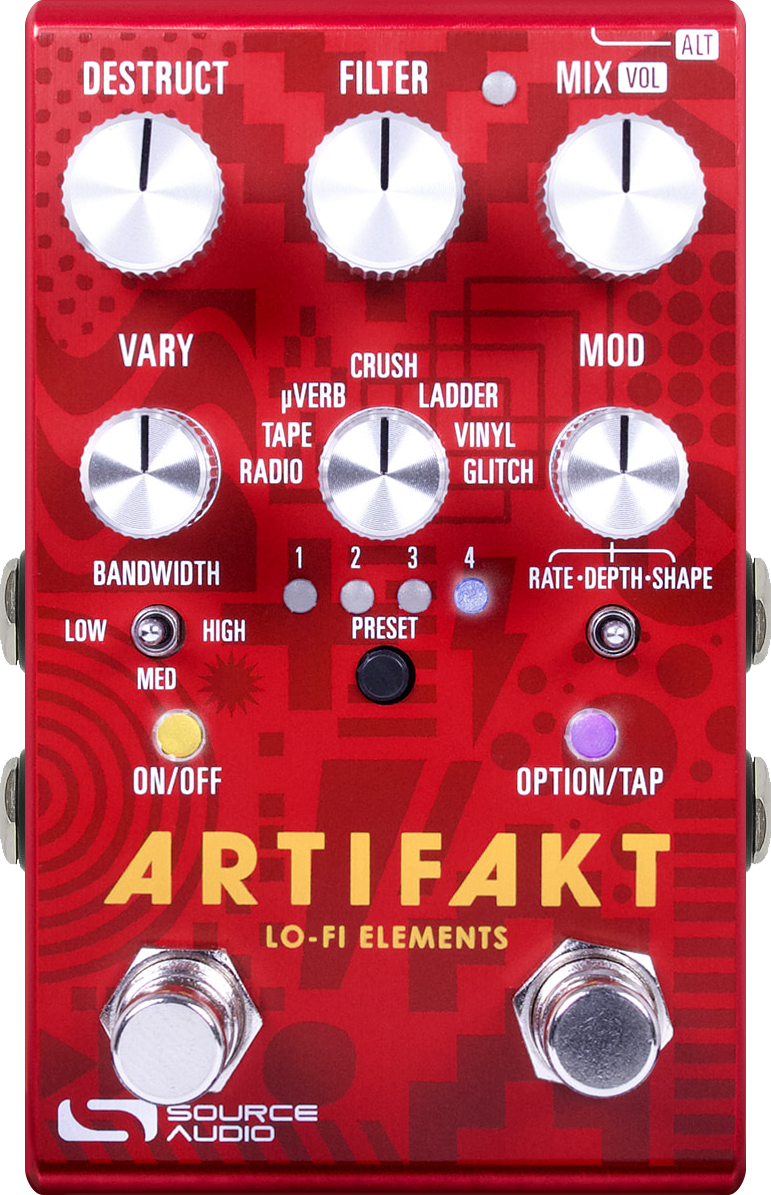 ALT
DESTRUCT FILTER MIX VOL
VARY MOD
CRUSH
µVERB LADDER
TAPE VINYL
RADIO GLITCH
1 2 3 4
BANDWIDTH RATE•DEPTH•SHAPE
LOW HIGH PRESET
MED
ON/OFF OPTION/TAP
ARTIFAKT
LO-FI ELEMENTS
SOURCE
AUDIO